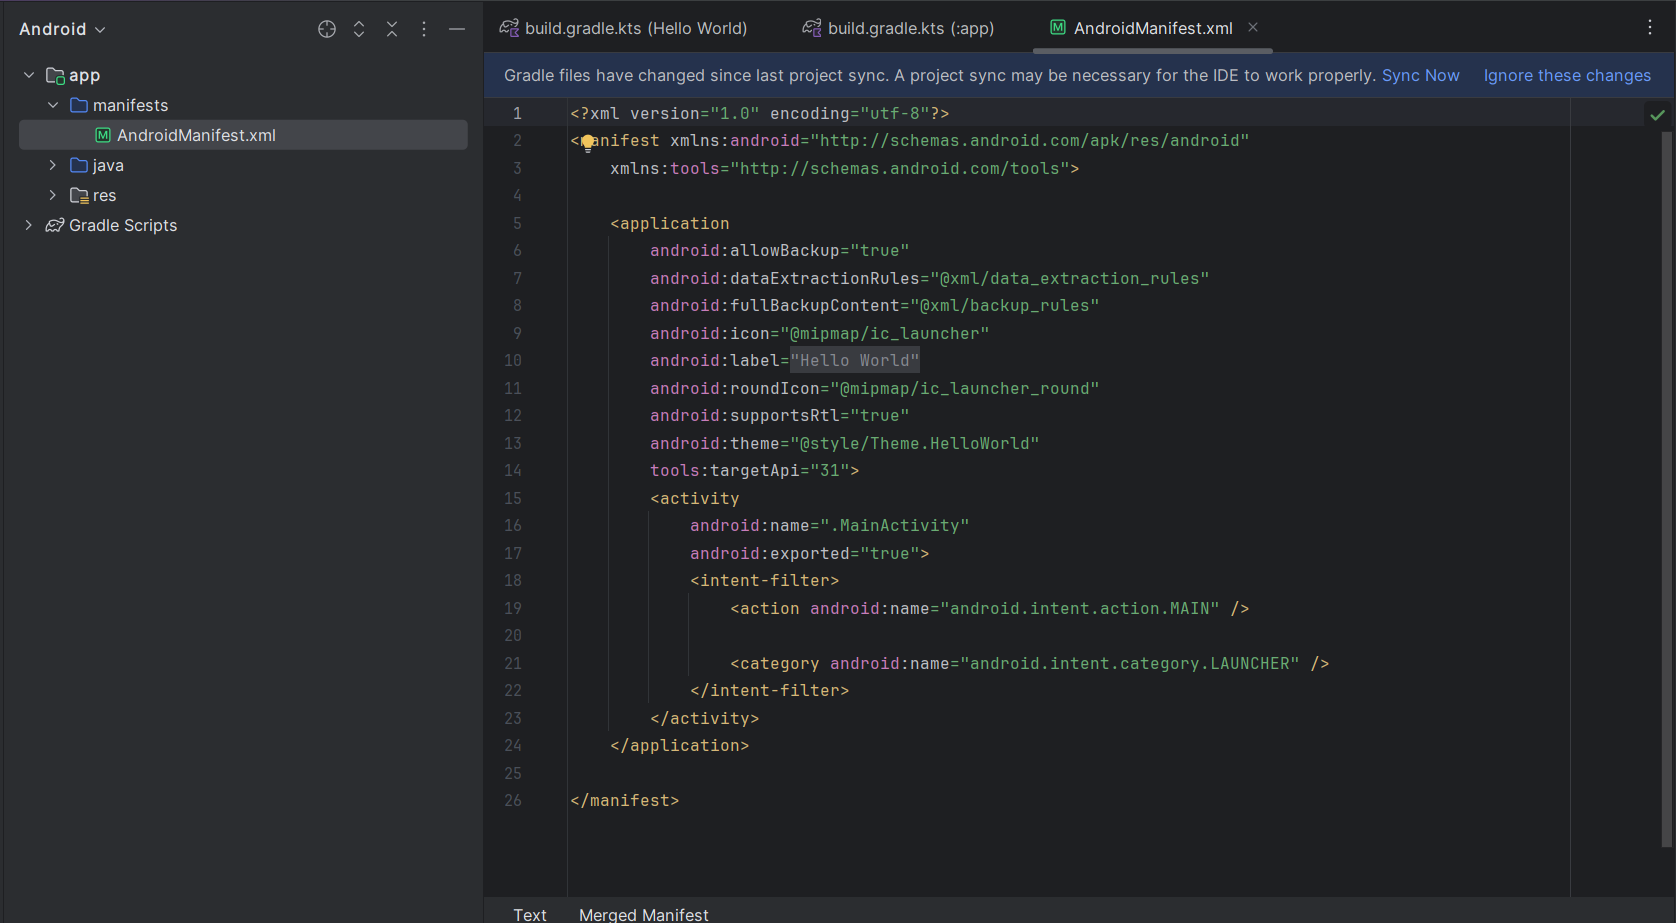 Android
app
manifests
AndroidManifest.xml
java
res
Gradle Scripts
build.gradle.kts (Hello World)
build.gradle.kts (:app)
AndroidManifest.xml
Gradle files have changed since last project sync. A project sync may be necessary for the IDE to work properly. Sync Now Ignore these changes
1 <?xml version="1.0" encoding="utf-8"?>
2 <manifest xmlns:android="http://schemas.android.com/apk/res/android"
3     xmlns:tools="http://schemas.android.com/tools">
4
5     <application
6         android:allowBackup="true"
7         android:dataExtractionRules="@xml/data_extraction_rules"
8         android:fullBackupContent="@xml/backup_rules"
9         android:icon="@mipmap/ic_launcher"
10         android:label="Hello World"
11         android:roundIcon="@mipmap/ic_launcher_round"
12         android:supportsRtl="true"
13         android:theme="@style/Theme.HelloWorld"
14         tools:targetApi="31">
15         <activity
16             android:name=".MainActivity"
17             android:exported="true">
18             <intent-filter>
19                 <action android:name="android.intent.action.MAIN" />
20
21                 <category android:name="android.intent.category.LAUNCHER" />
22             </intent-filter>
23         </activity>
24     </application>
25
26 </manifest>
Text Merged Manifest